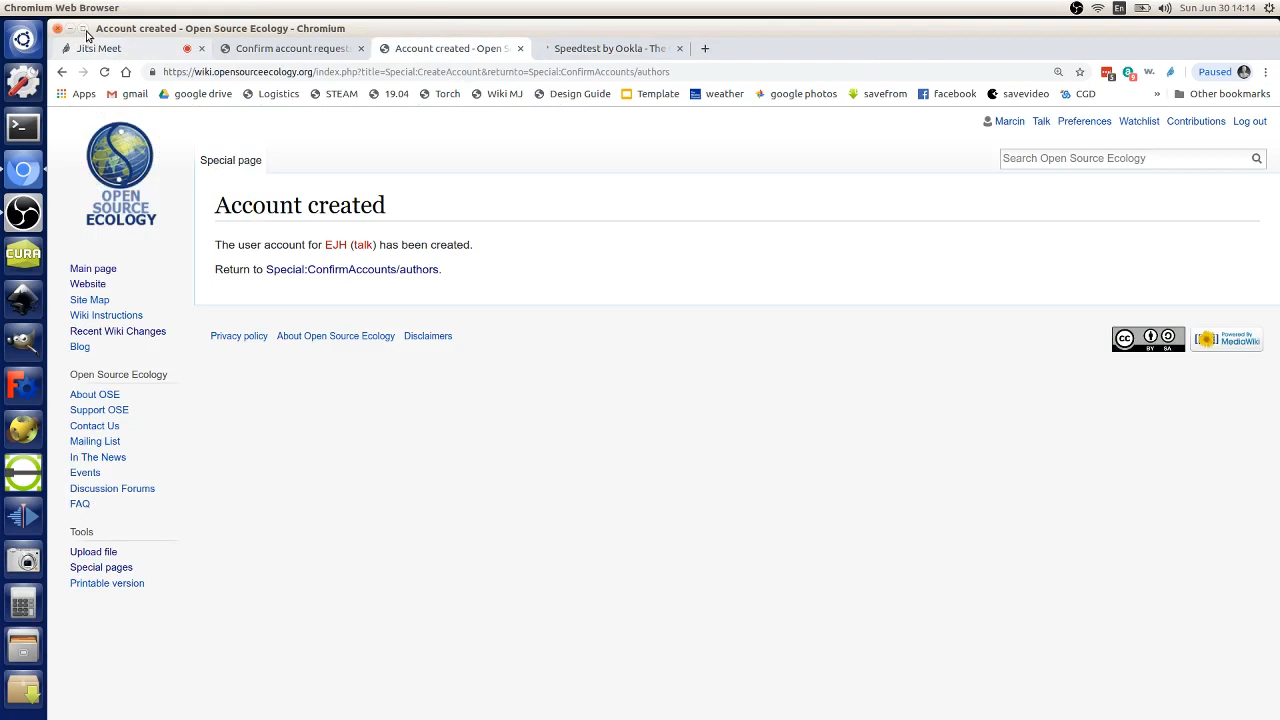 Chromium Web Browser
En
Sun Jun 30 14:14
Account created - Open Source Ecology - Chromium
Jitsi Meet
Confirm account request
Account created - Open S
Speedtest by Ookla - The
https://wiki.opensourceecology.org/index.php?title=Special:CreateAccount&returnto=Special:ConfirmAccounts/authors
Paused
Apps
gmail
google drive
Logistics
STEAM
19.04
Torch
Wiki MJ
Design Guide
Template
weather
google photos
savefrom
facebook
savevideo
CGD
»
Other bookmarks
Marcin
Talk
Preferences
Watchlist
Contributions
Log out
Special page
Search Open Source Ecology
OPEN
SOURCE
ECOLOGY
Account created
The user account for EJH (talk) has been created.
Return to Special:ConfirmAccounts/authors.
Main page
Website
Site Map
Wiki Instructions
Recent Wiki Changes
Blog
Open Source Ecology
About OSE
Support OSE
Contact Us
Mailing List
In The News
Events
Discussion Forums
FAQ
Tools
Upload file
Special pages
Printable version
Privacy policy
About Open Source Ecology
Disclaimers
cc
BY SA
Powered By
MediaWiki
CURA